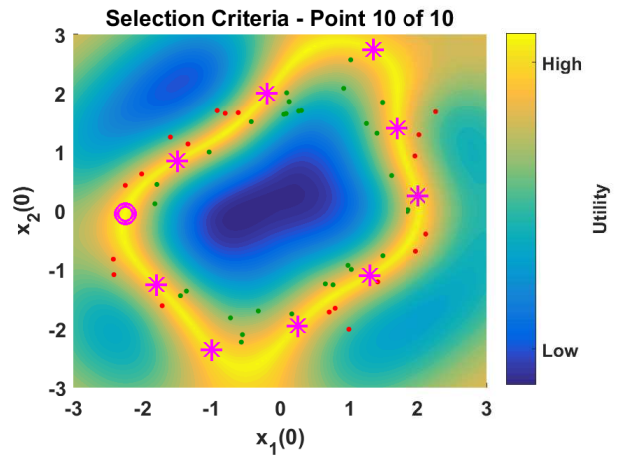 Selection Criteria - Point 10 of 10
3
2
1
0
-1
-2
-3
x2(0)
-3 -2 -1 0 1 2 3
x1(0)
High
Low
Utility